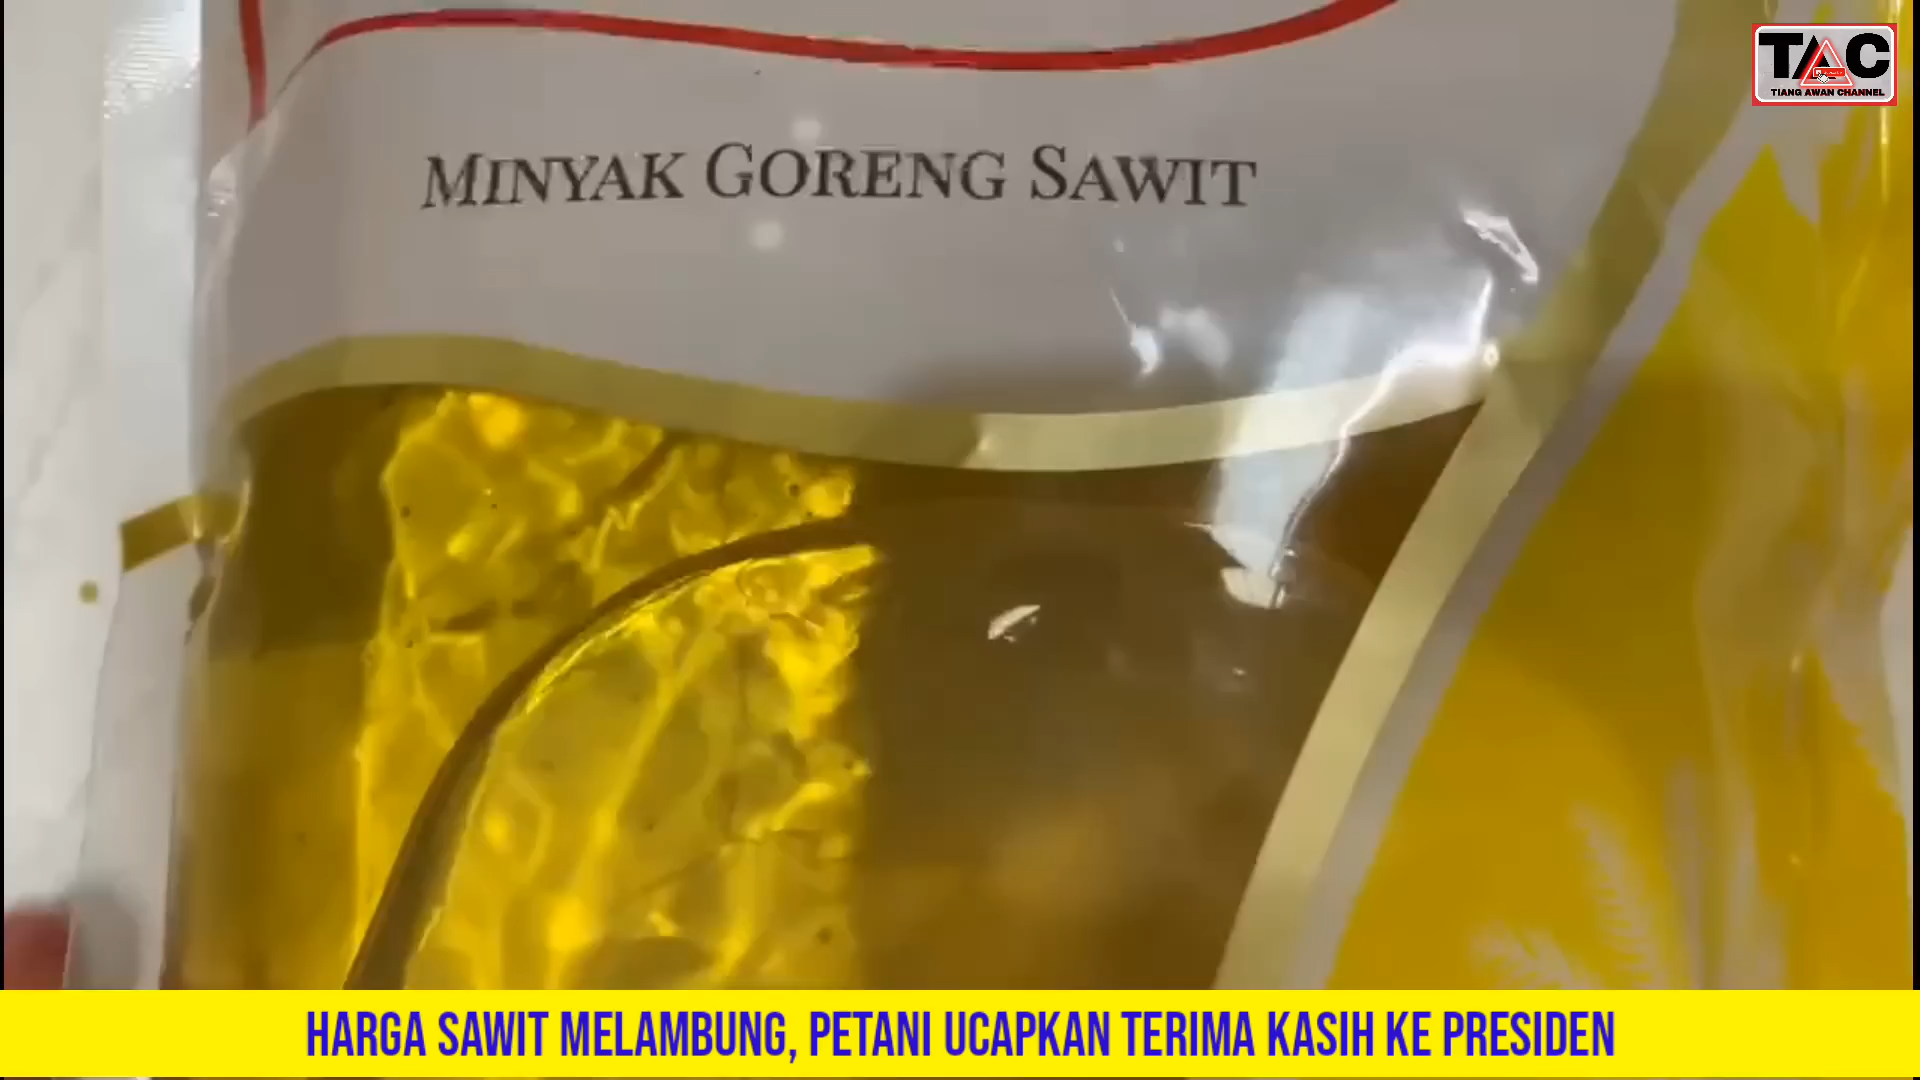 TAC
TIANG AWAN CHANNEL
MINYAK GORENG SAWIT
HARGA SAWIT MELAMBUNG, PETANI UCAPKAN TERIMA KASIH KE PRESIDEN